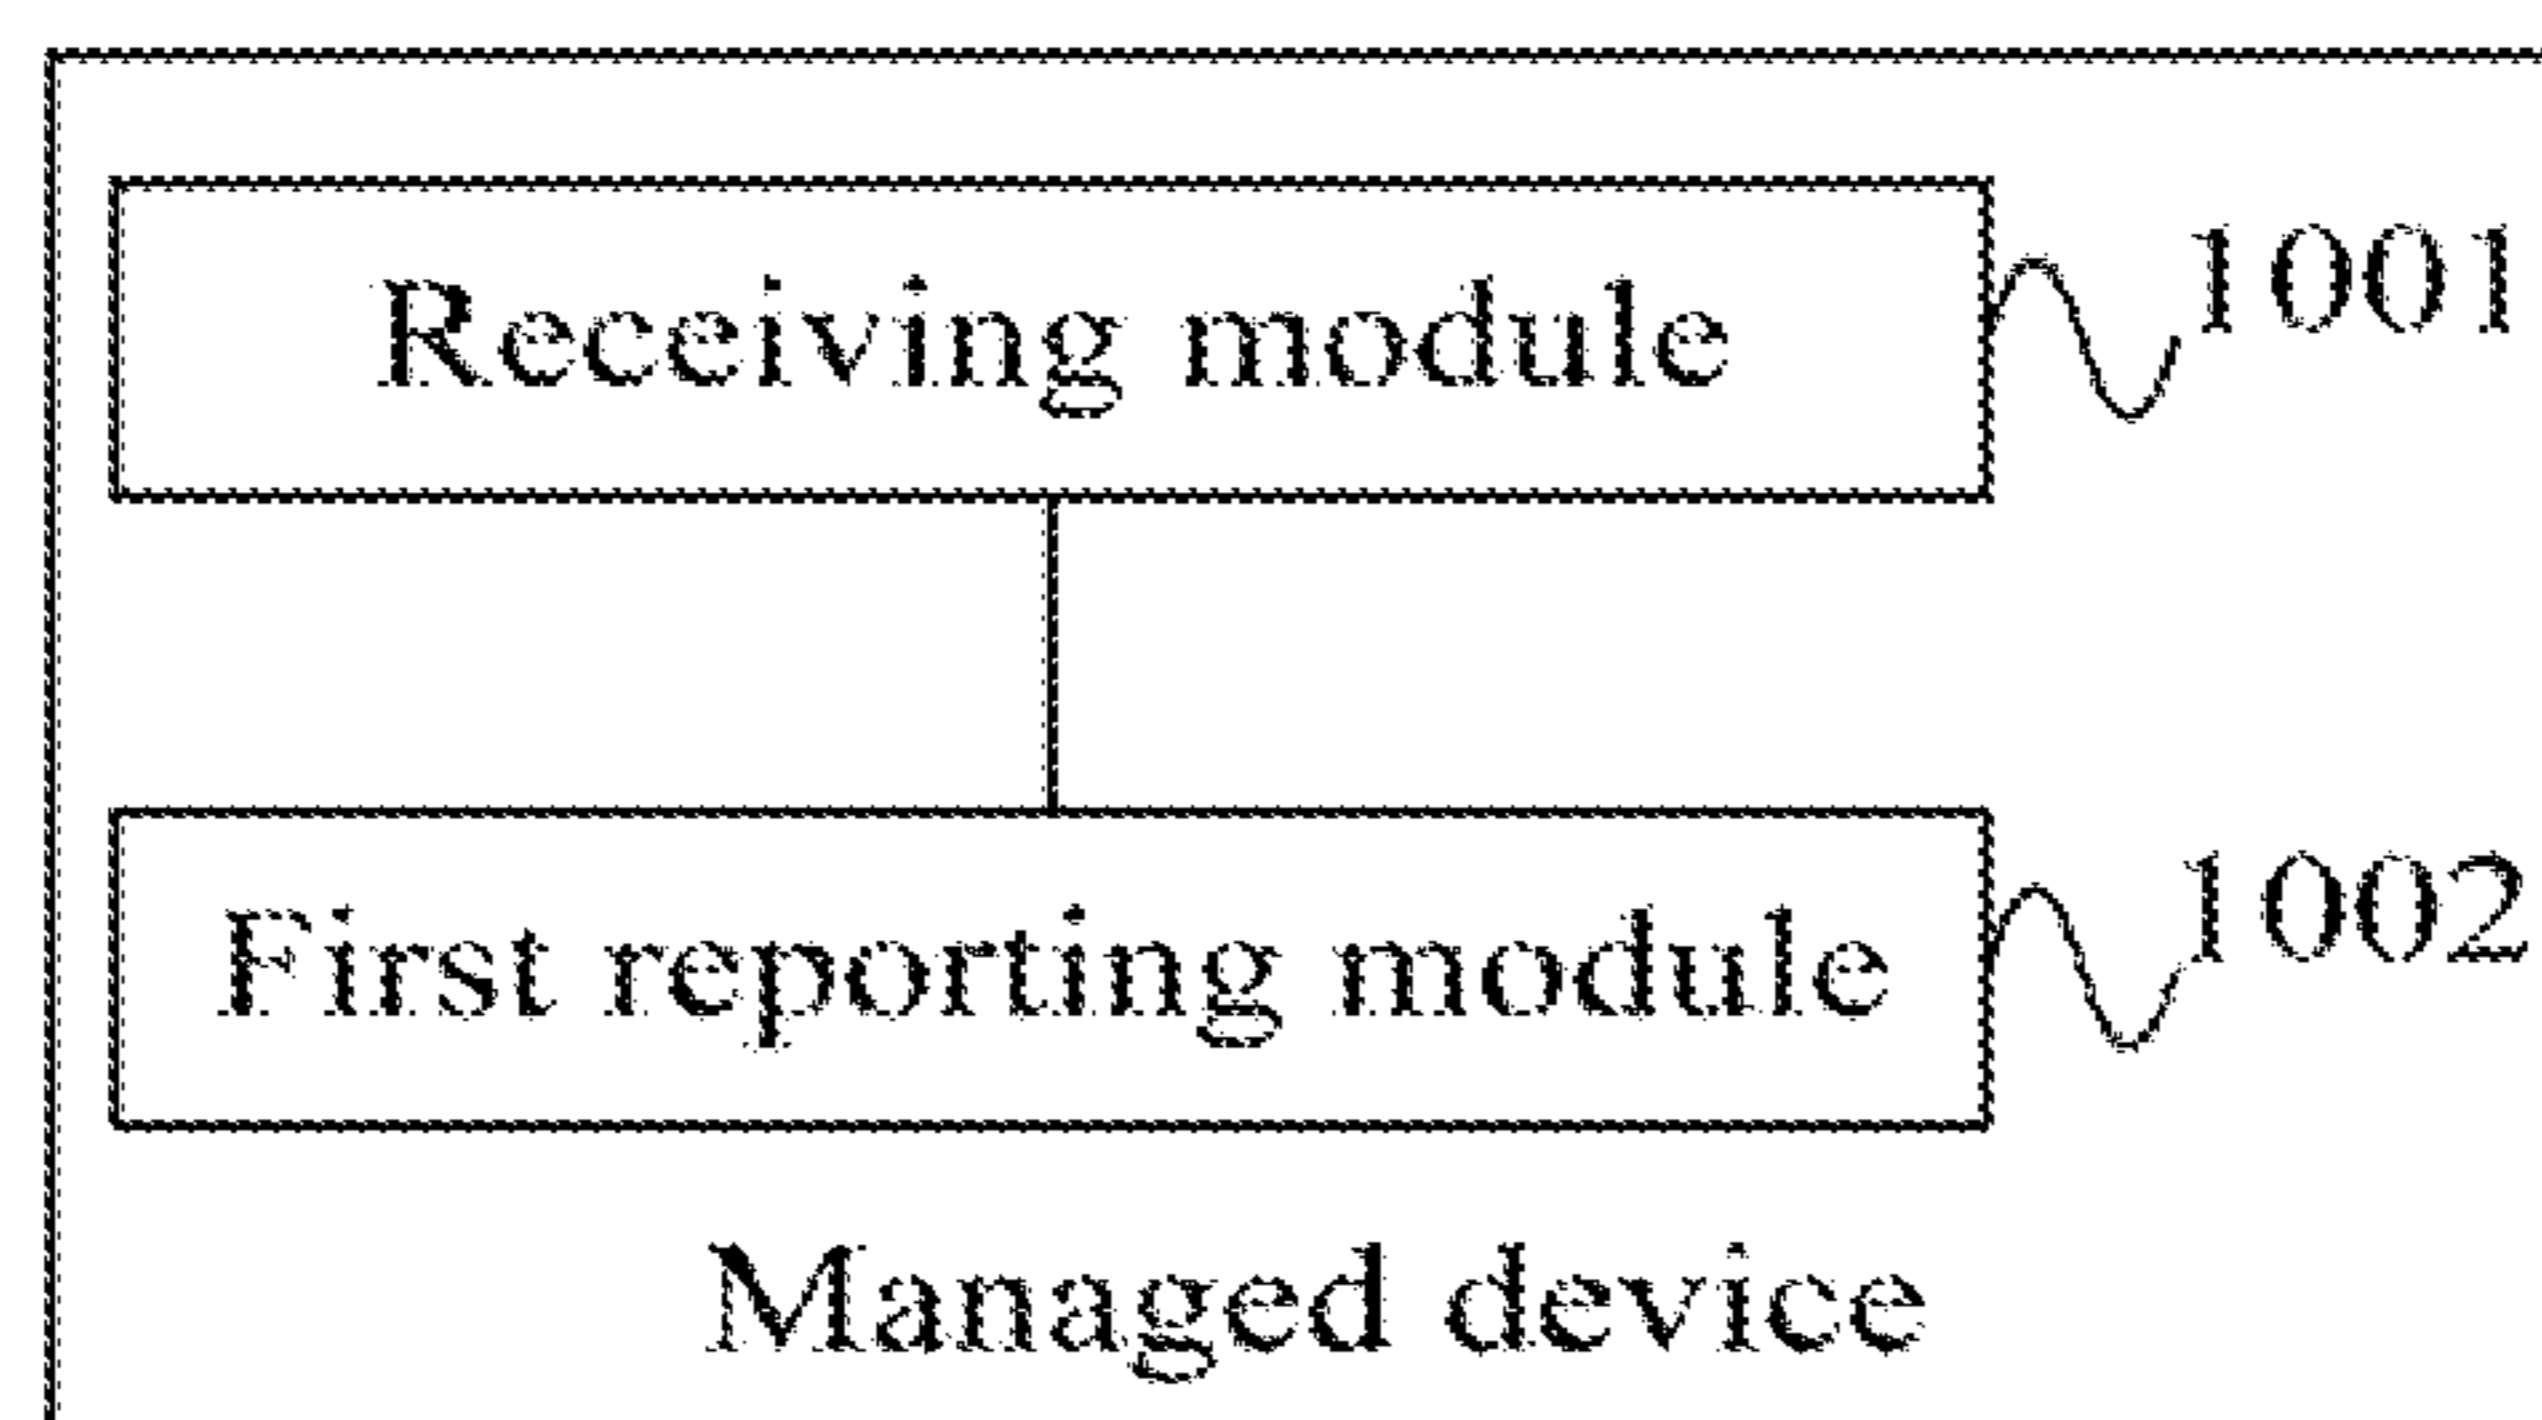 Receiving module 1001
First reporting module 1002
Managed device